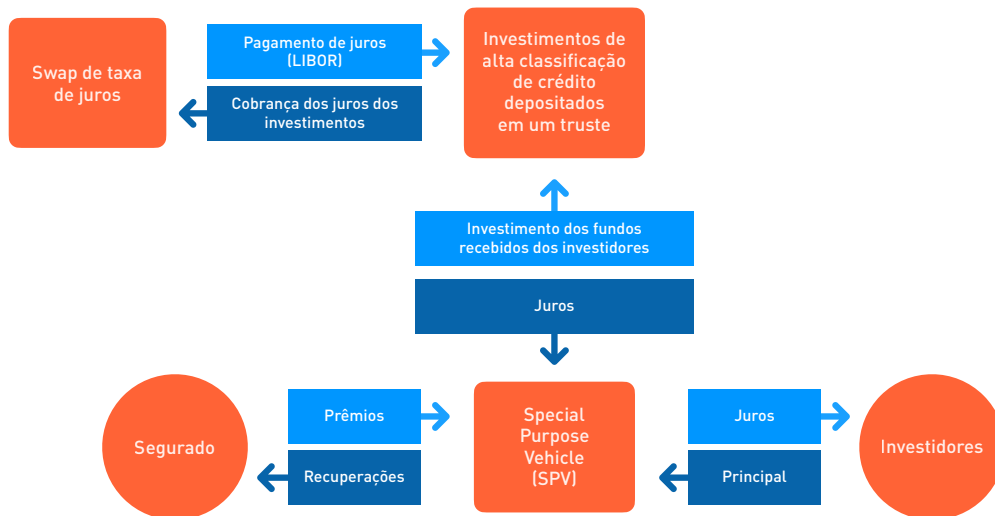 Swap de taxa
de juros
Pagamento de juros
(LIBOR)
Cobrança dos juros dos
investimentos
Investimentos de
alta classificação
de crédito
depositados
em um truste
Investimento dos fundos
recebidos dos investidores
Juros
Segurado
Prêmios
Recuperações
Special
Purpose
Vehicle
(SPV)
Juros
Principal
Investidores